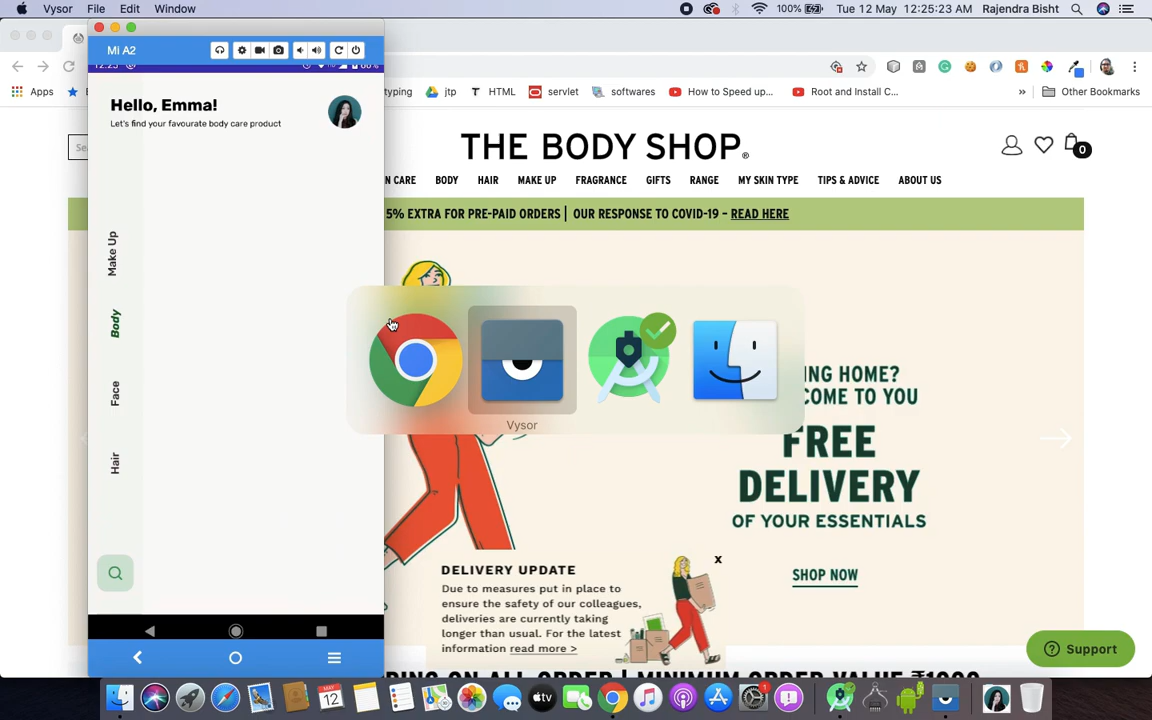 Vysor File Edit Window
100% Tue 12 May 12:25:23 AM Rajendra Bisht
Mi A2
Apps
typing jtp HTML servlet softwares How to Speed up... Root and Install C... » Other Bookmarks
Hello, Emma!
Let's find your favourate body care product
Make Up
Body
Face
Hair
THE BODY SHOP®
0
N CARE BODY HAIR MAKE UP FRAGRANCE GIFTS RANGE MY SKIN TYPE TIPS & ADVICE ABOUT US
5% EXTRA FOR PRE-PAID ORDERS | OUR RESPONSE TO COVID-19 – READ HERE
Vysor
ING HOME?
COME TO YOU
FREE
DELIVERY
OF YOUR ESSENTIALS
SHOP NOW
DELIVERY UPDATE
x
Due to measures put in place to
ensure the safety of our colleagues,
deliveries are currently taking
longer than usual. For the latest
information read more >
Support
MAY
12
1
tv